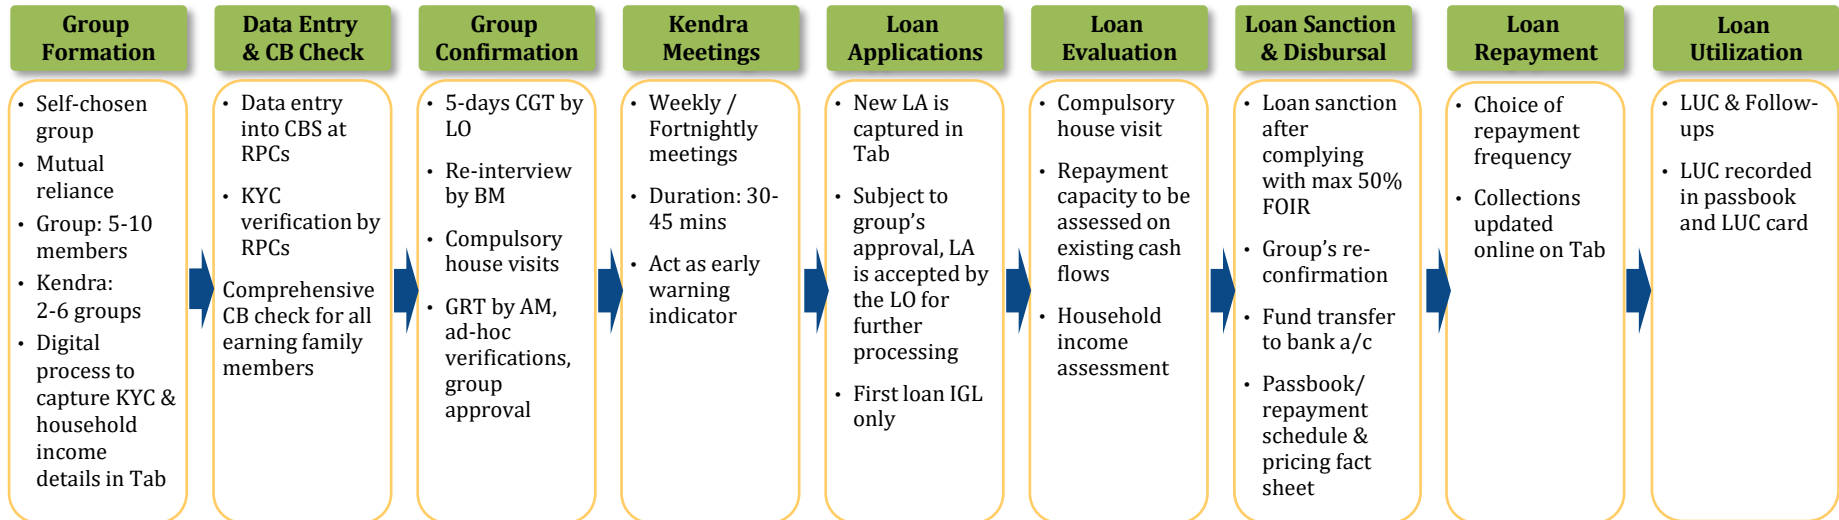 Group
Formation
• Self-chosen
group
• Mutual
reliance
• Group: 5-10
members
• Kendra:
2-6 groups
• Digital
process to
capture KYC &
household
income
details in Tab
Data Entry
& CB Check
• Data entry
into CBS at
RPCs
• KYC
verification by
RPCs
Comprehensive
CB check for all
earning family
members
Group
Confirmation
• 5-days CGT by
LO
• Re-interview
by BM
• Compulsory
house visits
• GRT by AM,
ad-hoc
verifications,
group
approval
Kendra
Meetings
• Weekly /
Fortnightly
meetings
• Duration: 30-
45 mins
• Act as early
warning
indicator
Loan
Applications
• New LA is
captured in
Tab
• Subject to
group's
approval, LA
is accepted by
the LO for
further
processing
• First loan IGL
only
Loan
Evaluation
• Compulsory
house visit
• Repayment
capacity to be
assessed on
existing cash
flows
• Household
income
assessment
Loan Sanction
& Disbursal
• Loan sanction
after
complying
with max 50%
FOIR
• Group's re-
confirmation
• Fund transfer
to bank a/c
• Passbook/
repayment
schedule &
pricing fact
sheet
Loan
Repayment
• Choice of
repayment
frequency
• Collections
updated
online on Tab
Loan
Utilization
• LUC & Follow-
ups
• LUC recorded
in passbook
and LUC card